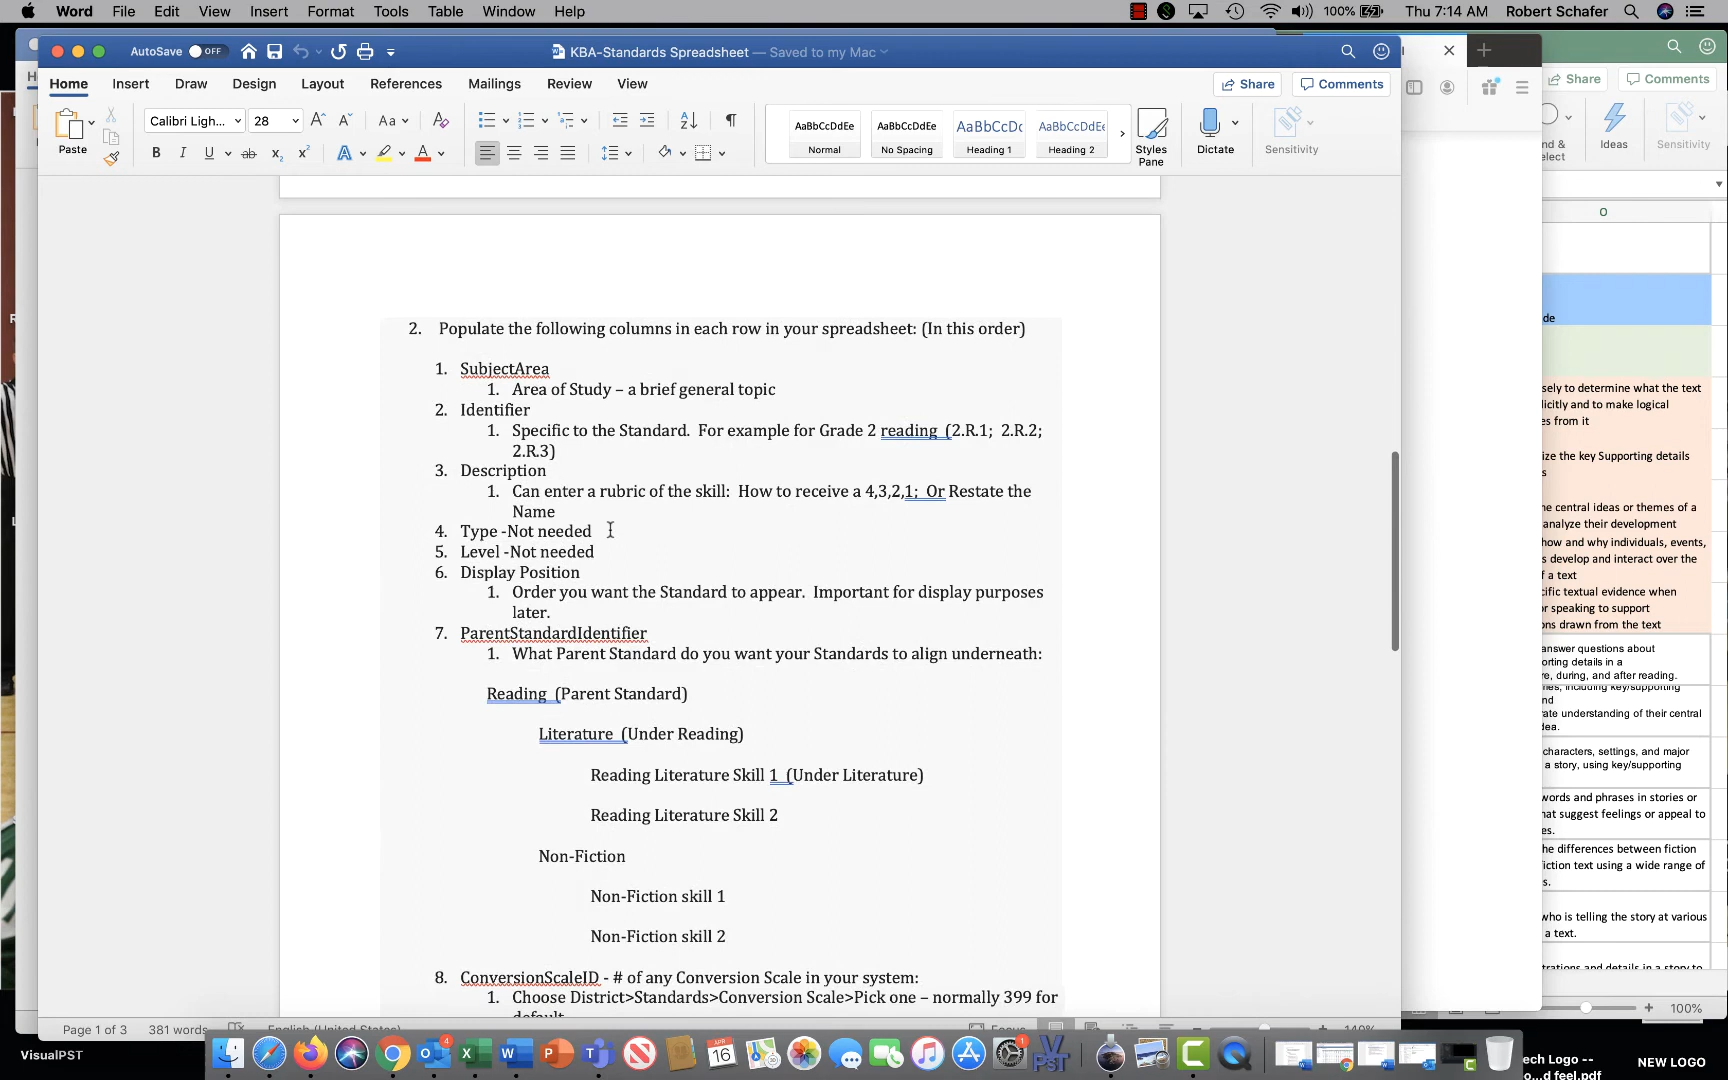 Word File Edit View Insert Format Tools Table Window Help 100% Thu 7:14 AM Robert Schafer
AutoSave OFF KBA-Standards Spreadsheet — Saved to my Mac
Home Insert Draw Design Layout References Mailings Review View Share Comments
Share Comments
Paste Calibri Ligh... 28
AaBbCcDdEe AaBbCcDdEe AaBbCcDc AaBbCcDdEe
Normal No Spacing Heading 1 Heading 2 Styles Pane Dictate Sensitivity
Ideas Sensitivity
O
2. Populate the following columns in each row in your spreadsheet: (In this order)
1. SubjectArea
1. Area of Study – a brief general topic
2. Identifier
1. Specific to the Standard. For example for Grade 2 reading (2.R.1; 2.R.2;
2.R.3)
3. Description
1. Can enter a rubric of the skill: How to receive a 4,3,2,1; Or Restate the
Name
4. Type -Not needed
5. Level -Not needed
6. Display Position
1. Order you want the Standard to appear. Important for display purposes
later.
7. ParentStandardIdentifier
1. What Parent Standard do you want your Standards to align underneath:
Reading (Parent Standard)
Literature (Under Reading)
Reading Literature Skill 1 (Under Literature)
Reading Literature Skill 2
Non-Fiction
Non-Fiction skill 1
Non-Fiction skill 2
8. ConversionScaleID - # of any Conversion Scale in your system:
1. Choose District>Standards>Conversion Scale>Pick one – normally 399 for
default
de
sely to determine what the text
licitly and to make logical
es from it
ize the key Supporting details
s
he central ideas or themes of a
analyze their development
how and why individuals, events,
s develop and interact over the
f a text
cific textual evidence when
or speaking to support
ons drawn from the text
answer questions about
orting details in a
re, during, and after reading.
mes, including key/supporting
nd
rate understanding of their central
dea.
characters, settings, and major
a story, using key/supporting
words and phrases in stories or
hat suggest feelings or appeal to
es.
he differences between fiction
iction text using a wide range of
s.
who is telling the story at various
a text.
trations and details in a story to
100%
Page 1 of 3 381 words English (United States) Focus 140%
VisualPST
APR 16
ech Logo --
o...d feel.pdf
NEW LOGO